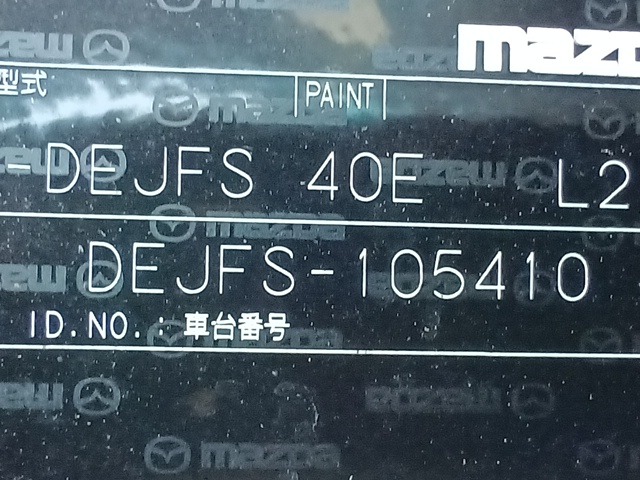 mazda
型式 PAINT
-DEJFS 40E L2
DEJFS-105410
ID.NO.: 車台番号